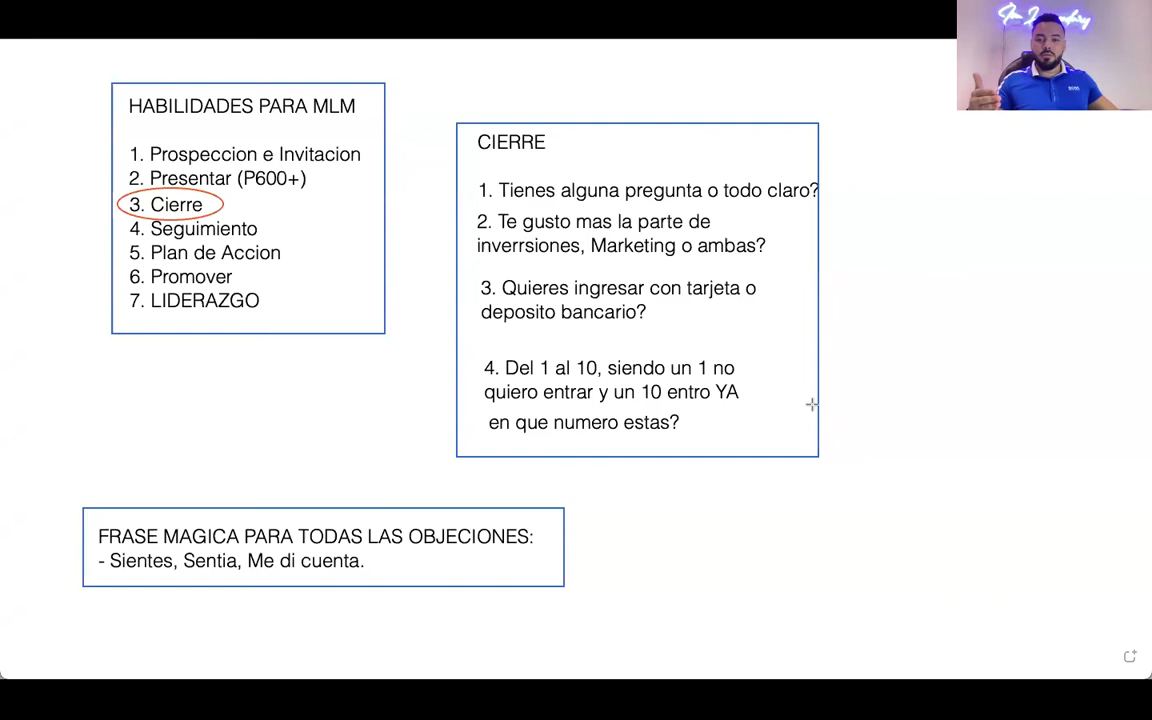 HABILIDADES PARA MLM
1. Prospeccion e Invitacion
2. Presentar (P600+)
3. Cierre
4. Seguimiento
5. Plan de Accion
6. Promover
7. LIDERAZGO
CIERRE
1. Tienes alguna pregunta o todo claro?
2. Te gusto mas la parte de
inverrsiones, Marketing o ambas?
3. Quieres ingresar con tarjeta o
deposito bancario?
4. Del 1 al 10, siendo un 1 no
quiero entrar y un 10 entro YA
en que numero estas?
FRASE MAGICA PARA TODAS LAS OBJECIONES:
- Sientes, Sentia, Me di cuenta.